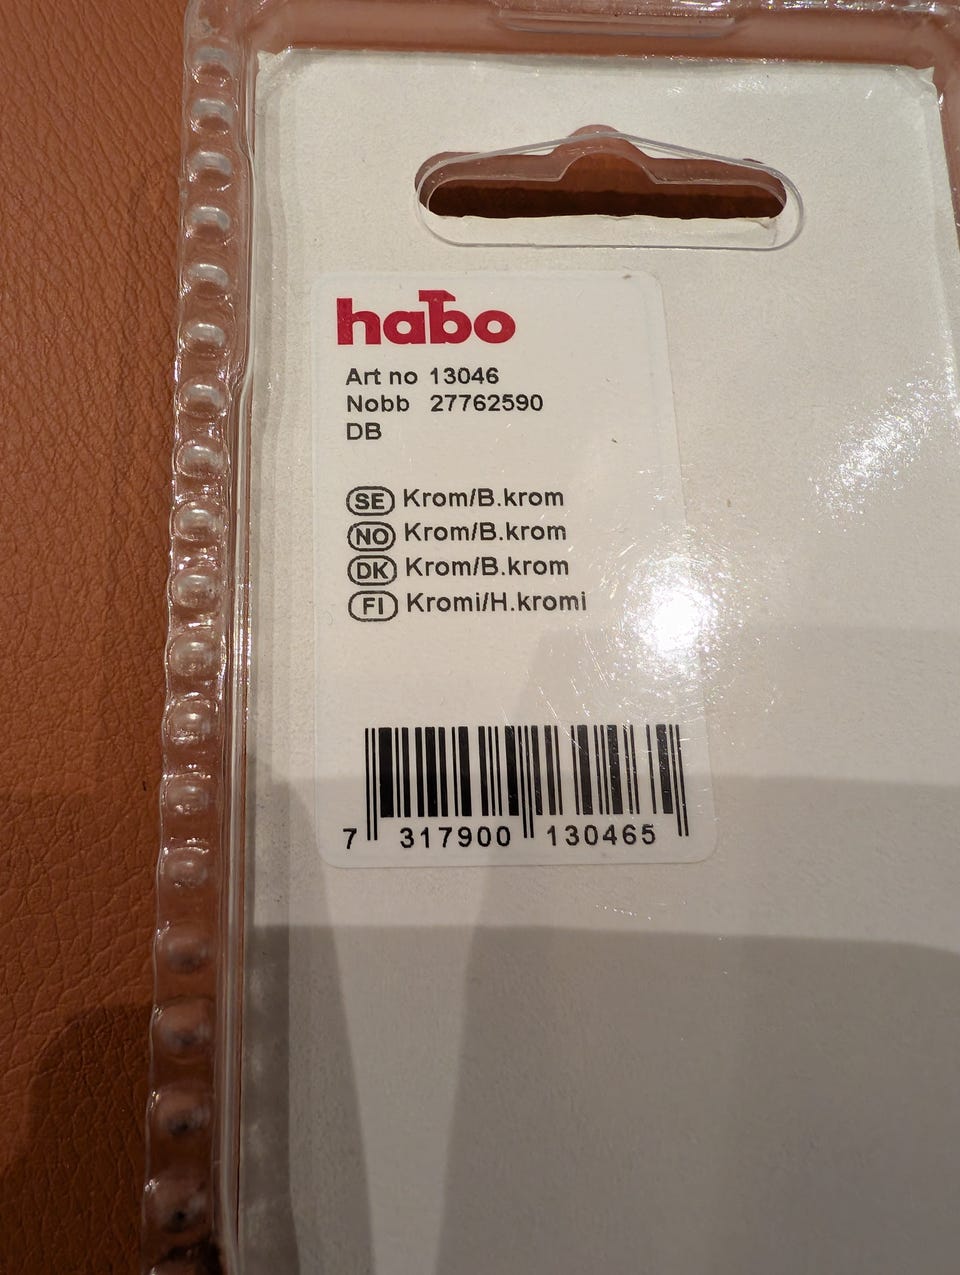 habo
Art no 13046
Nobb 27762590
DB
SE Krom/B.krom
NO Krom/B.krom
DK Krom/B.krom
FI Kromi/H.kromi
7 317900 130465